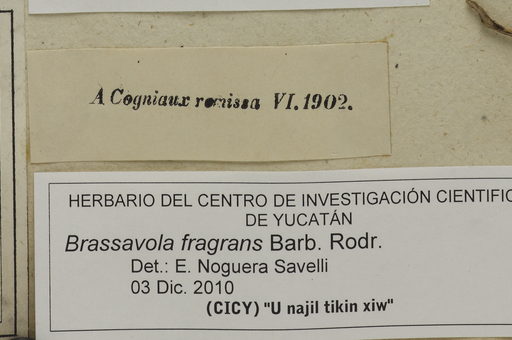 A Cogniaux remissa VI. 1902.
HERBARIO DEL CENTRO DE INVESTIGACIÓN CIENTIFIC
DE YUCATÁN
Brassavola fragrans Barb. Rodr.
Det.: E. Noguera Savelli
03 Dic. 2010
(CICY) "U najil tikin xiw"